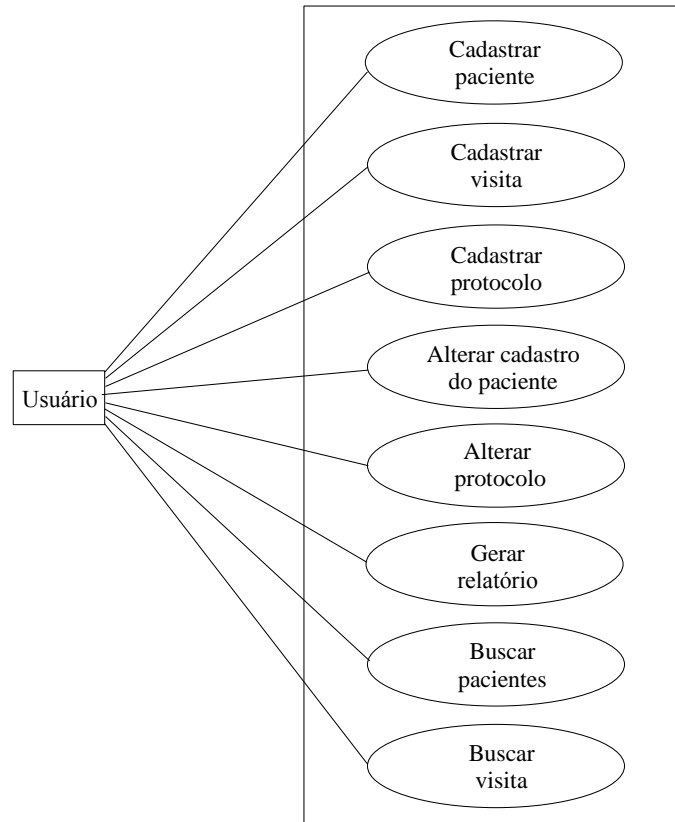 Cadastrar
paciente
Cadastrar
visita
Cadastrar
protocolo
Alterar cadastro
do paciente
Usuário
Alterar
protocolo
Gerar
relatório
Buscar
pacientes
Buscar
visita